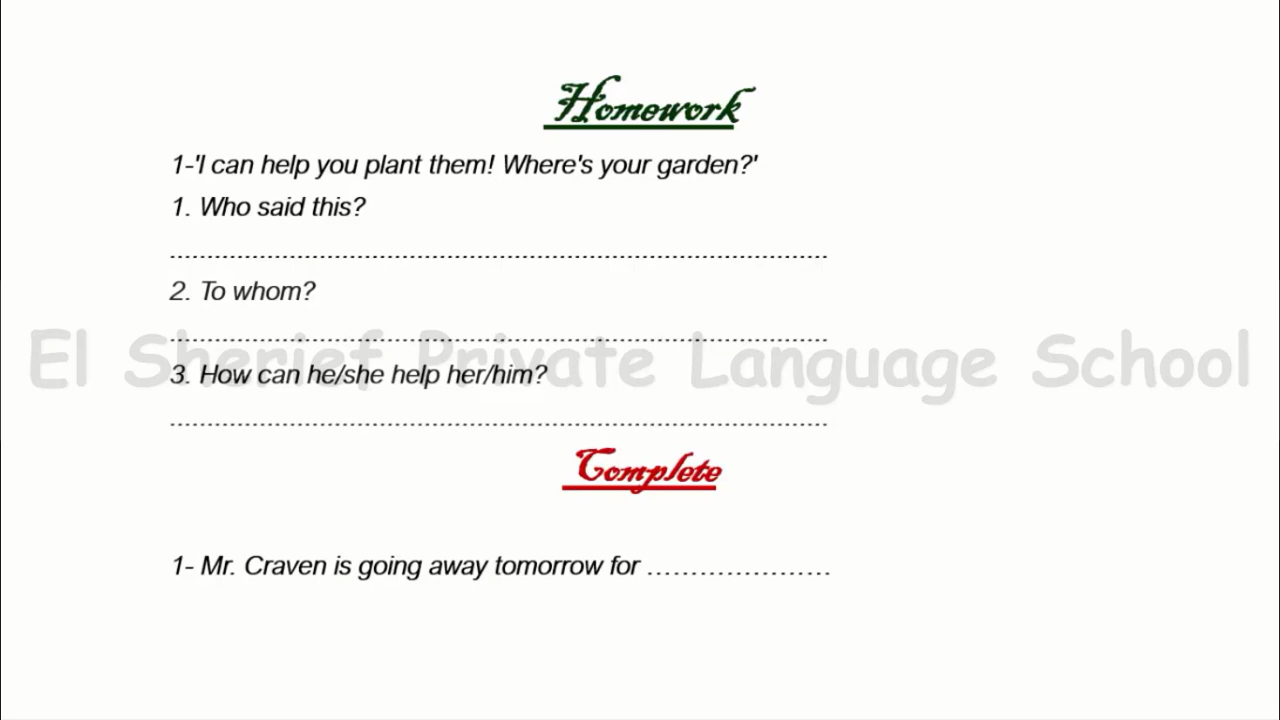 Homework
1-'I can help you plant them! Where's your garden?'
1. Who said this?
........................................................................................
2. To whom?
........................................................................................
El Sherief Private Language School
3. How can he/she help her/him?
........................................................................................
Complete
1- Mr. Craven is going away tomorrow for .....................